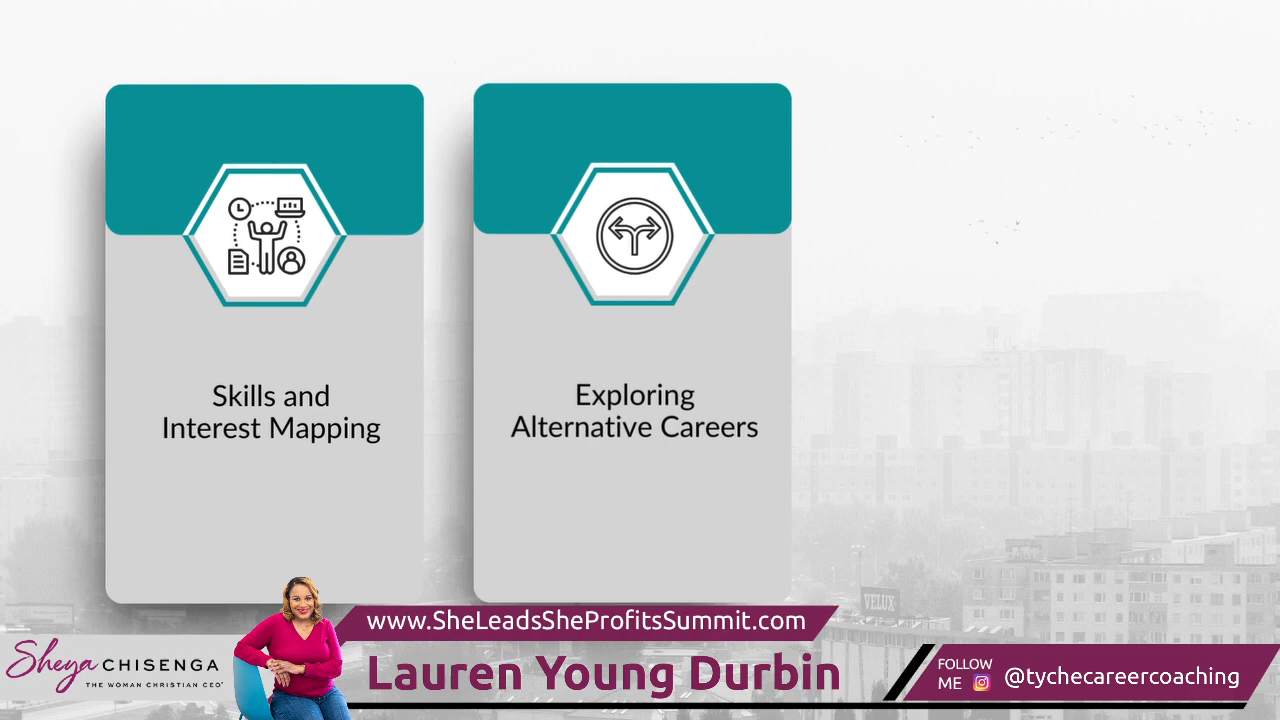 Skills and
Interest Mapping
Exploring
Alternative Careers
VELUX
www.SheLeadsSheProfitsSummit.com
Sheya CHISENGA
THE WOMAN CHRISTIAN CEO®
Lauren Young Durbin
FOLLOW
ME
@tychecareercoaching